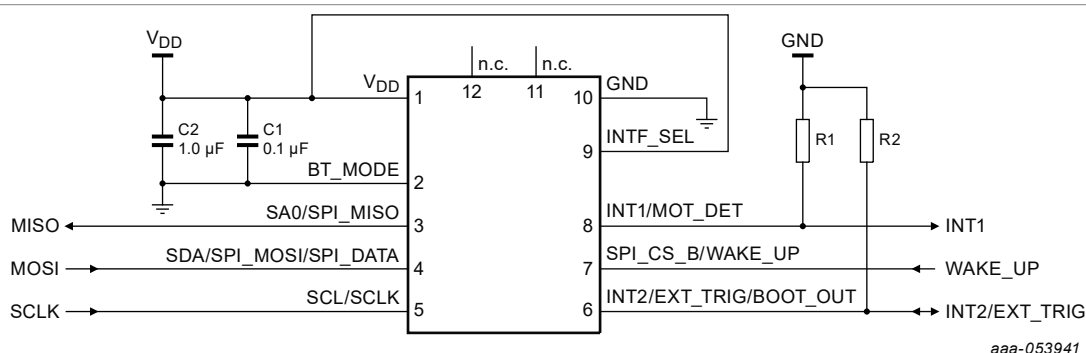 V_DD
GND
n.c.
n.c.
V_DD
12
11
GND
1
10
C2
1.0 µF
C1
0.1 µF
INTF_SEL
9
R1
R2
BT_MODE
2
SA0/SPI_MISO
INT1/MOT_DET
MISO
3
8
INT1
SDA/SPI_MOSI/SPI_DATA
SPI_CS_B/WAKE_UP
MOSI
4
7
WAKE_UP
SCL/SCLK
INT2/EXT_TRIG/BOOT_OUT
SCLK
5
6
INT2/EXT_TRIG
aaa-053941